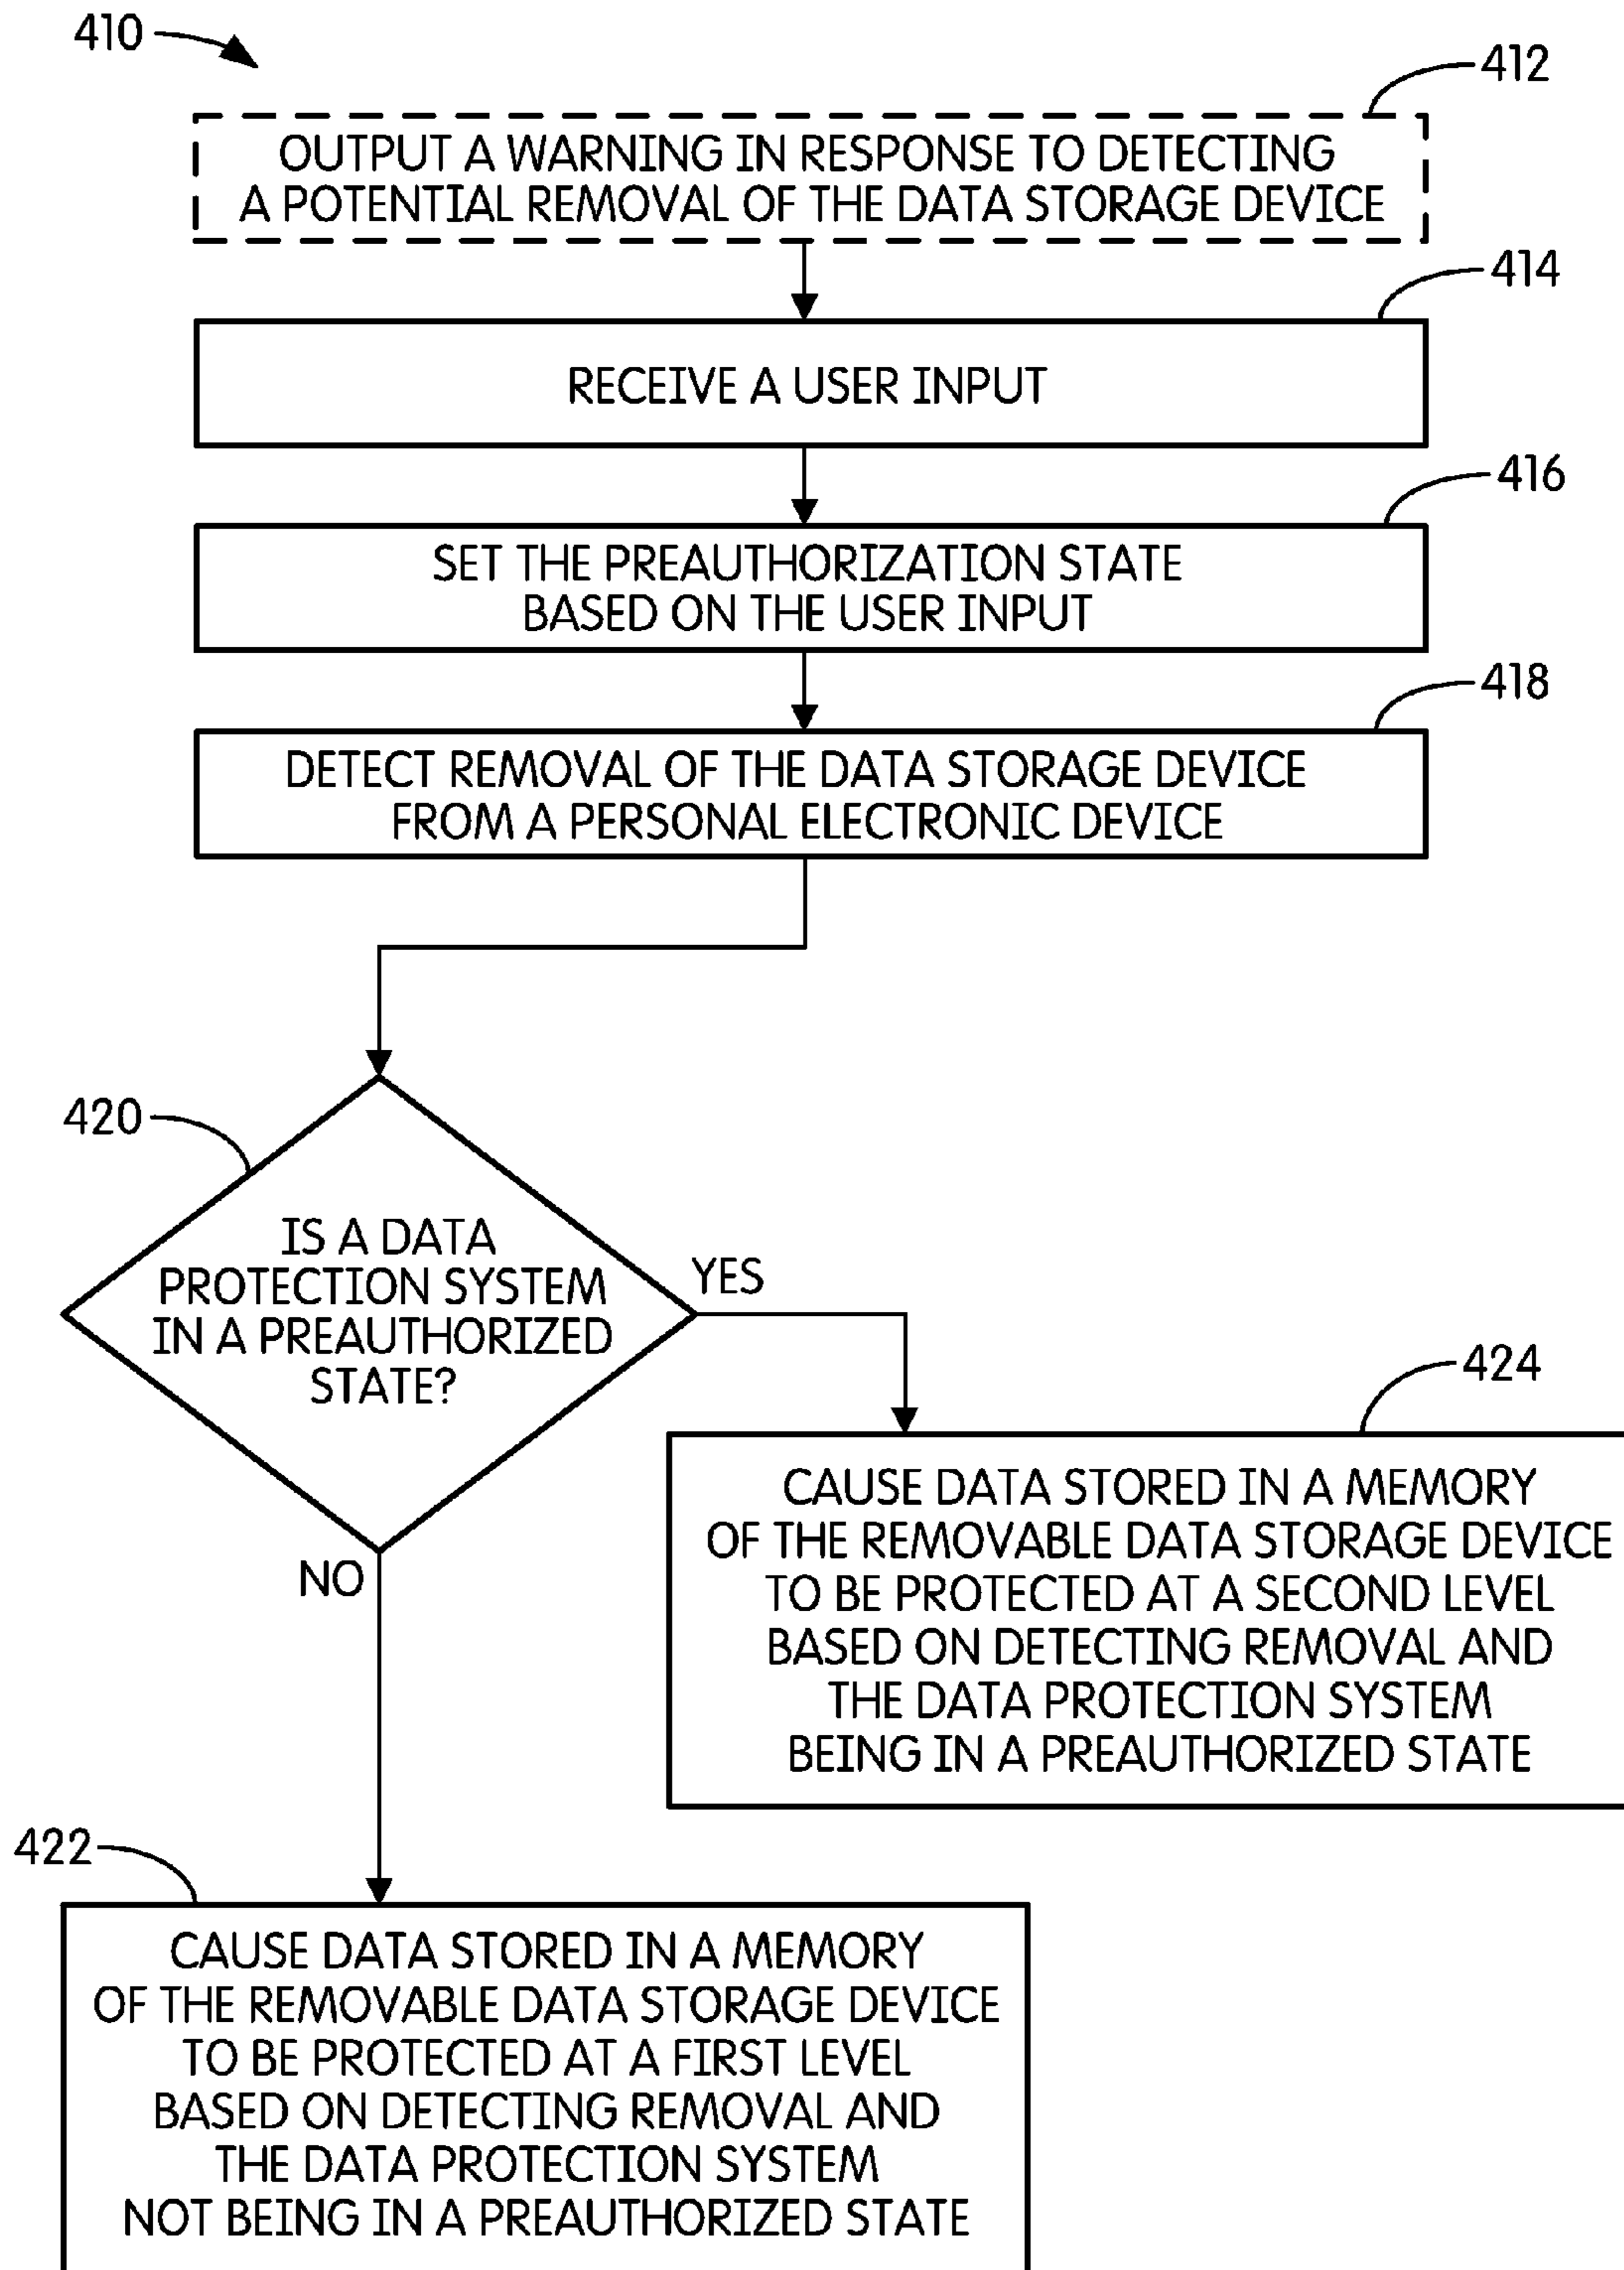 410
412
OUTPUT A WARNING IN RESPONSE TO DETECTING
A POTENTIAL REMOVAL OF THE DATA STORAGE DEVICE
414
RECEIVE A USER INPUT
416
SET THE PREAUTHORIZATION STATE
BASED ON THE USER INPUT
418
DETECT REMOVAL OF THE DATA STORAGE DEVICE
FROM A PERSONAL ELECTRONIC DEVICE
420
IS A DATA
PROTECTION SYSTEM
IN A PREAUTHORIZED
STATE?
YES
NO
424
CAUSE DATA STORED IN A MEMORY
OF THE REMOVABLE DATA STORAGE DEVICE
TO BE PROTECTED AT A SECOND LEVEL
BASED ON DETECTING REMOVAL AND
THE DATA PROTECTION SYSTEM
BEING IN A PREAUTHORIZED STATE
422
CAUSE DATA STORED IN A MEMORY
OF THE REMOVABLE DATA STORAGE DEVICE
TO BE PROTECTED AT A FIRST LEVEL
BASED ON DETECTING REMOVAL AND
THE DATA PROTECTION SYSTEM
NOT BEING IN A PREAUTHORIZED STATE